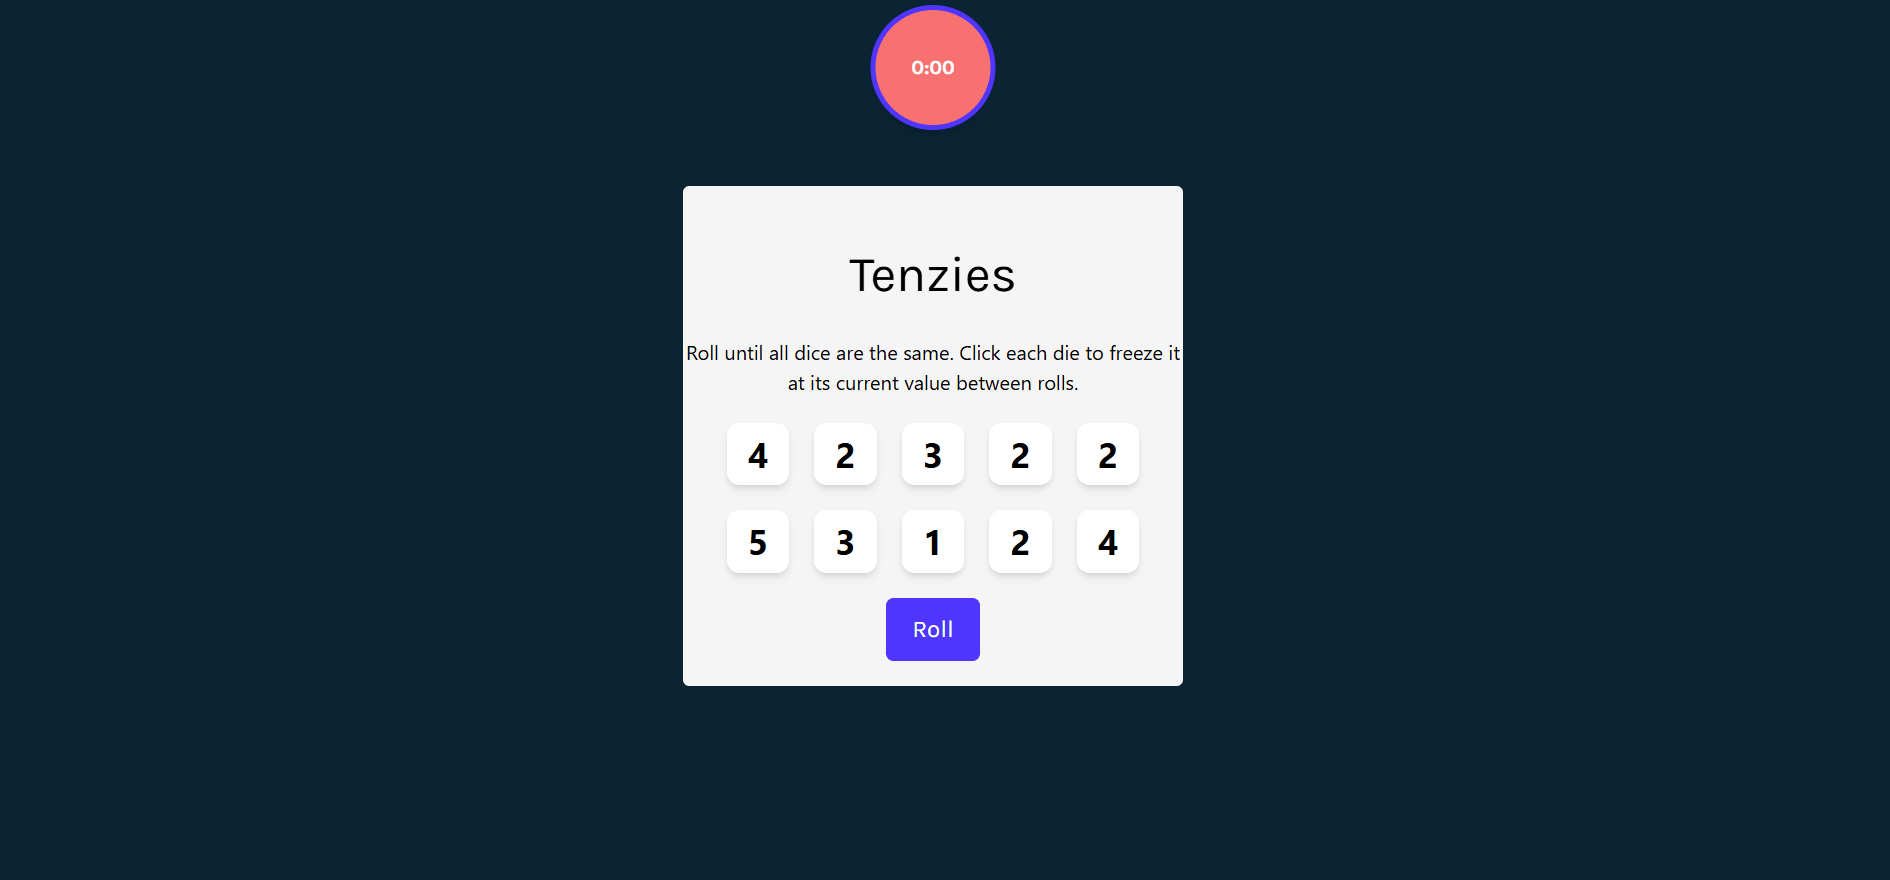 0:00
Tenzies
Roll until all dice are the same. Click each die to freeze it
at its current value between rolls.
4 2 3 2 2
5 3 1 2 4
Roll